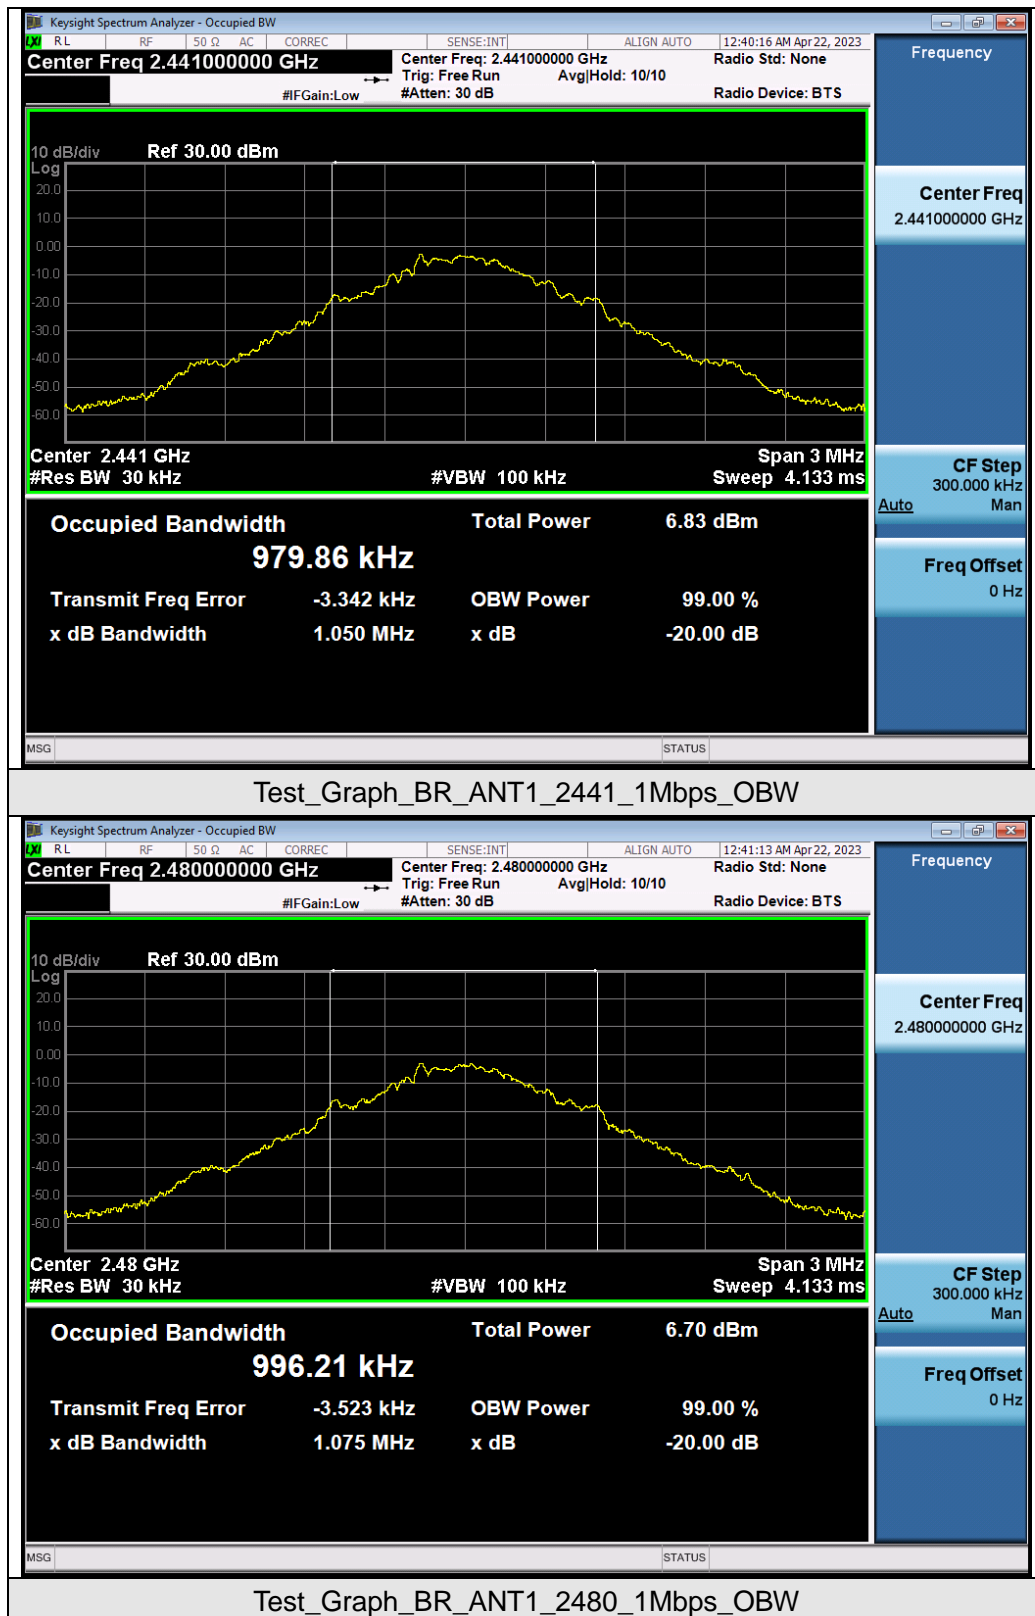 Keysight Spectrum Analyzer - Occupied BW
LXI RL RF 50 Ω AC CORREC SENSE:INT ALIGN AUTO 12:40:16 AM Apr 22, 2023
Center Freq 2.441000000 GHz
Center Freq: 2.441000000 GHz
Radio Std: None
Trig: Free Run Avg|Hold: 10/10
#IFGain:Low #Atten: 30 dB Radio Device: BTS
Frequency
10 dB/div Ref 30.00 dBm
Log
20.0
10.0
0.00
-10.0
-20.0
-30.0
-40.0
-50.0
-60.0
Center 2.441 GHz Span 3 MHz
#Res BW 30 kHz #VBW 100 kHz Sweep 4.133 ms
Center Freq
2.441000000 GHz
CF Step
300.000 kHz
Auto Man
Freq Offset
0 Hz
Occupied Bandwidth Total Power 6.83 dBm
979.86 kHz
Transmit Freq Error -3.342 kHz OBW Power 99.00 %
x dB Bandwidth 1.050 MHz x dB -20.00 dB
MSG STATUS
Test_Graph_BR_ANT1_2441_1Mbps_OBW
Keysight Spectrum Analyzer - Occupied BW
LXI RL RF 50 Ω AC CORREC SENSE:INT ALIGN AUTO 12:41:13 AM Apr 22, 2023
Center Freq 2.480000000 GHz
Center Freq: 2.480000000 GHz
Radio Std: None
Trig: Free Run Avg|Hold: 10/10
#IFGain:Low #Atten: 30 dB Radio Device: BTS
Frequency
10 dB/div Ref 30.00 dBm
Log
20.0
10.0
0.00
-10.0
-20.0
-30.0
-40.0
-50.0
-60.0
Center 2.48 GHz Span 3 MHz
#Res BW 30 kHz #VBW 100 kHz Sweep 4.133 ms
Center Freq
2.480000000 GHz
CF Step
300.000 kHz
Auto Man
Freq Offset
0 Hz
Occupied Bandwidth Total Power 6.70 dBm
996.21 kHz
Transmit Freq Error -3.523 kHz OBW Power 99.00 %
x dB Bandwidth 1.075 MHz x dB -20.00 dB
MSG STATUS
Test_Graph_BR_ANT1_2480_1Mbps_OBW